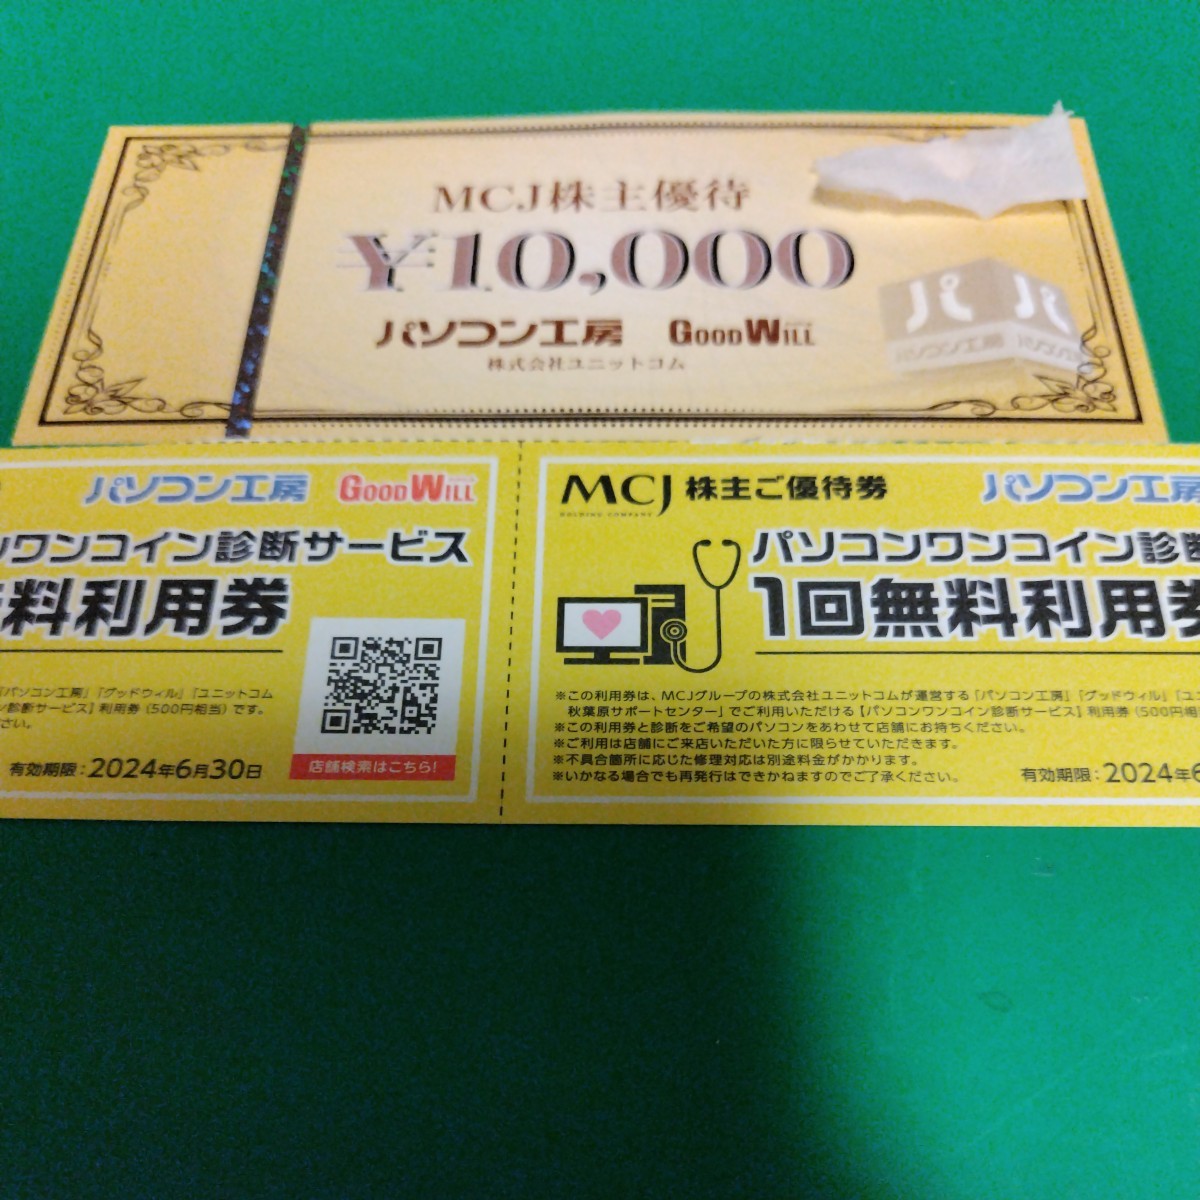 MCJ株主優待
¥10,000
パソコン工房 GOODWILL
株式会社ユニットコム
パソコン工房
パソコン工房 GOODWILL
ワンコイン診断サービス
料利用券
「パソコン工房」「グッドウィル」「ユニットコム
ン診断サービス】利用券(500円相当)です。
さい。
有効期限:2024年6月30日
店舗検索はこちら!
MCJ 株主ご優待券 パソコン工房
HOLDING COMPANY
パソコンワンコイン診断
1回無料利用券
※この利用券は、MCJグループの株式会社ユニットコムが運営する「パソコン工房」「グッドウィル」「ユ
秋葉原サポートセンター」でご利用いただける【パソコンワンコイン診断サービス】利用券(500円相
※この利用券と診断をご希望のパソコンをあわせて店舗にお持ちください。
※ご利用は店舗にご来店いただいた方に限らせていただきます。
※不具合箇所に応じた修理対応は別途料金がかかります。
※いかなる場合でも再発行はできかねますのでご了承ください。
有効期限:2024年6